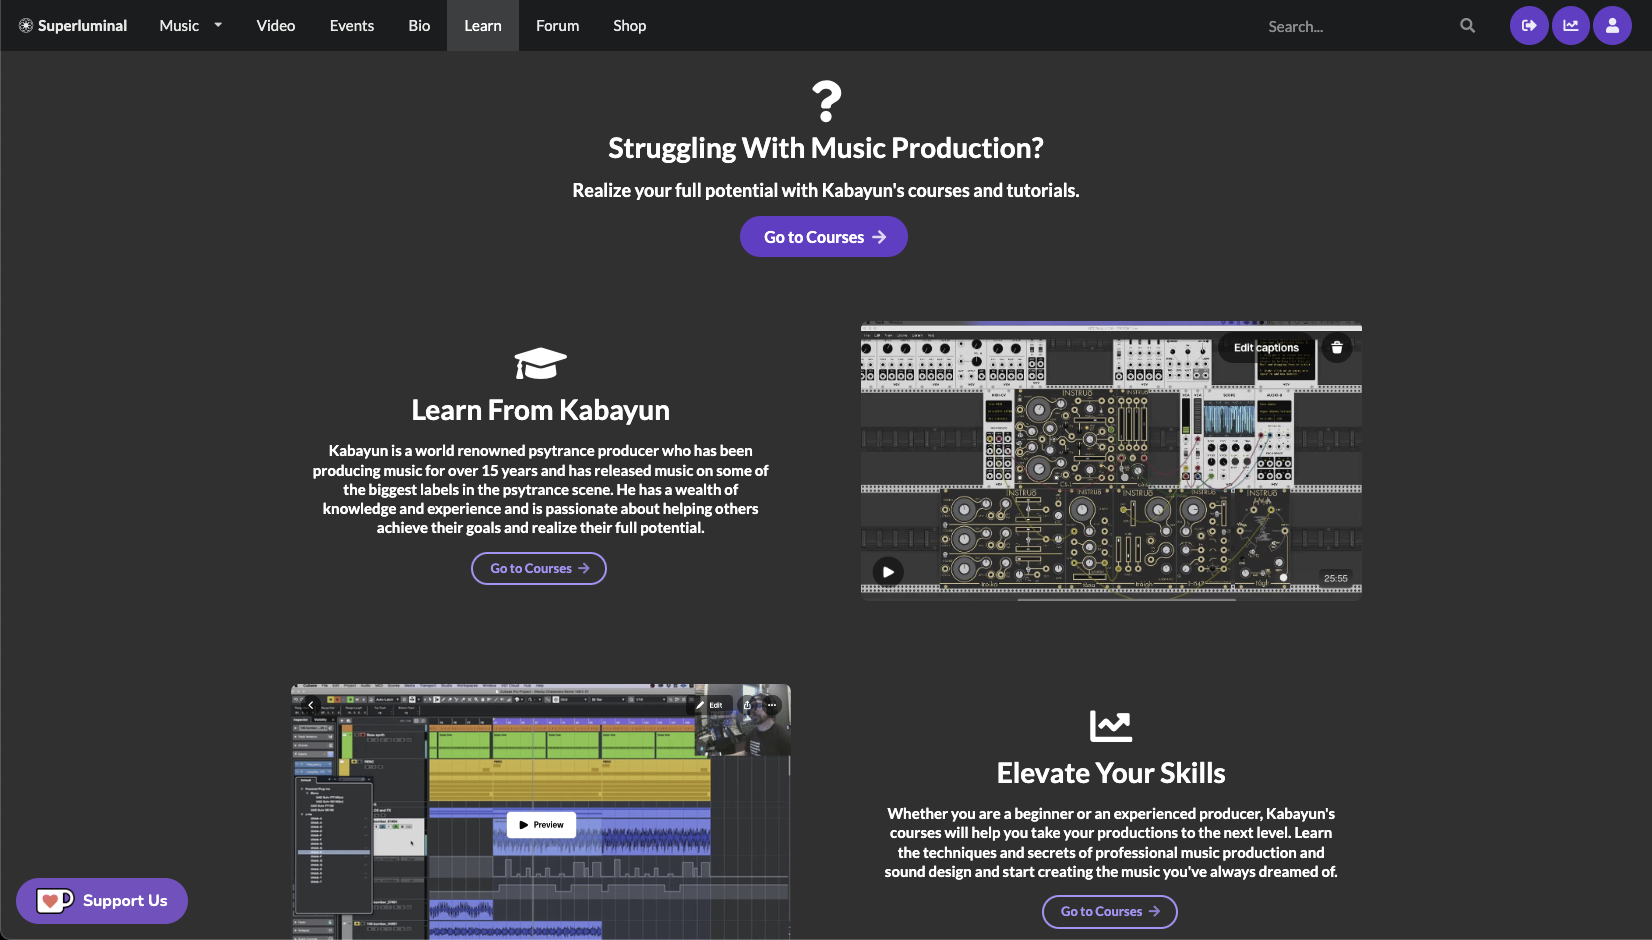 Superluminal
Music
Video
Events
Bio
Learn
Forum
Shop
Search...
Struggling With Music Production?
Realize your full potential with Kabayun's courses and tutorials.
Go to Courses
Learn From Kabayun
Kabayun is a world renowned psytrance producer who has been
producing music for over 15 years and has released music on some of
the biggest labels in the psytrance scene. He has a wealth of
knowledge and experience and is passionate about helping others
achieve their goals and realize their full potential.
Go to Courses
Edit captions
INSTRUō
INSTRUō
INSTRUō
INSTRUō
25:55
Edit
Preview
Elevate Your Skills
Whether you are a beginner or an experienced producer, Kabayun's
courses will help you take your productions to the next level. Learn
the techniques and secrets of professional music production and
sound design and start creating the music you've always dreamed of.
Go to Courses
Support Us